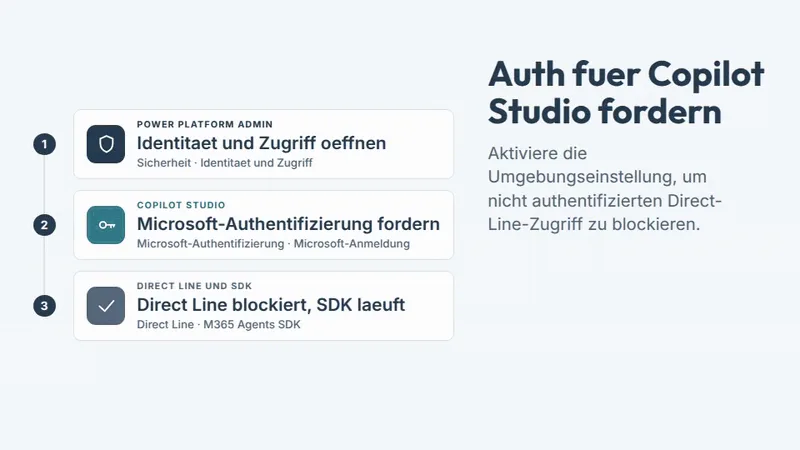 Auth fuer Copilot
Studio fordern
Aktiviere die
Umgebungseinstellung, um
nicht authentifizierten Direct-
Line-Zugriff zu blockieren.
1
POWER PLATFORM ADMIN
Identitaet und Zugriff oeffnen
Sicherheit · Identitaet und Zugriff
2
COPILOT STUDIO
Microsoft-Authentifizierung fordern
Microsoft-Authentifizierung · Microsoft-Anmeldung
3
DIRECT LINE UND SDK
Direct Line blockiert, SDK laeuft
Direct Line · M365 Agents SDK